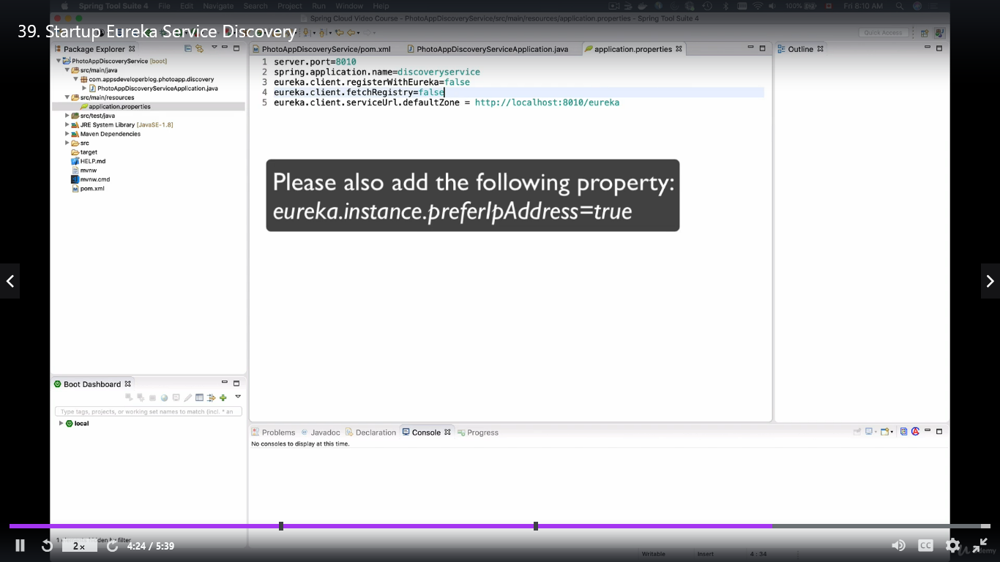 Spring Tool Suite 4 File Edit Navigate Search Project Run Window Help 100% Fri 8:10 AM
Spring Cloud Video Course - PhotoAppDiscoveryService/src/main/resources/application.properties - Spring Tool Suite 4
39. Startup Eureka Service Discovery
Quick Access
Package Explorer
PhotoAppDiscoveryService/pom.xml PhotoAppDiscoveryServiceApplication.java application.properties
Outline
PhotoAppDiscoveryService [boot]
src/main/java
com.appsdeveloperblog.photoapp.discovery
PhotoAppDiscoveryServiceApplication.java
src/main/resources
application.properties
src/test/java
JRE System Library [JavaSE-1.8]
Maven Dependencies
src
target
HELP.md
mvnw
mvnw.cmd
pom.xml
1 server.port=8010
2 spring.application.name=discoveryservice
3 eureka.client.registerWithEureka=false
4 eureka.client.fetchRegistry=false
5 eureka.client.serviceUrl.defaultZone = http://localhost:8010/eureka
Please also add the following property:
eureka.instance.preferIpAddress=true
Boot Dashboard
Type tags, projects, or working set names to match (incl. * an
local
Problems Javadoc Declaration Console Progress
No consoles to display at this time.
1 elements hidden by filter
2x 4:24 / 5:39
CC
Writable Insert 4 : 34